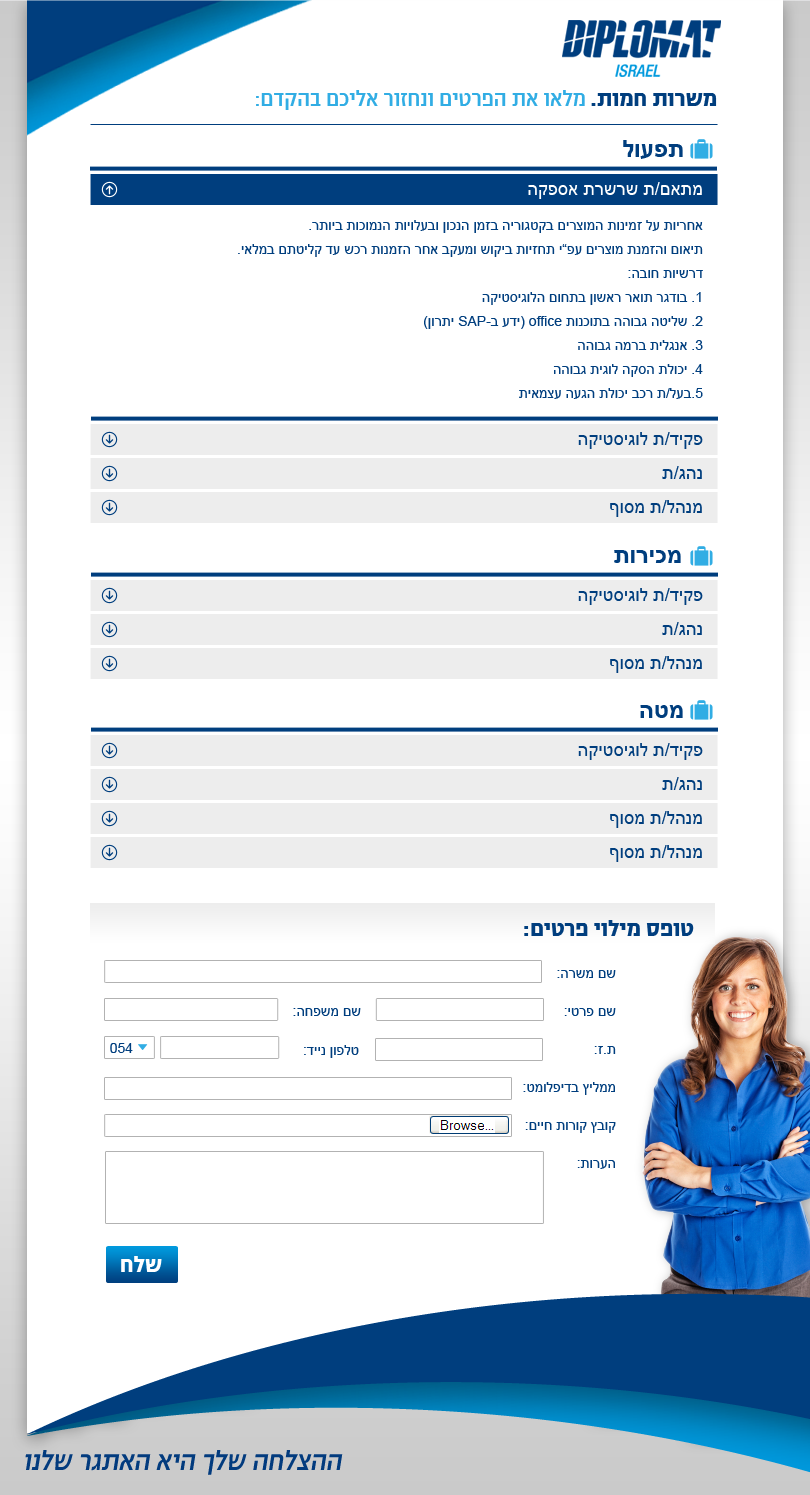 DIPLOMAT
ISRAEL
משרות חמות. מלאו את הפרטים ונחזור אליכם בהקדם:
תפעול
מתאם/ת שרשרת אספקה
אחריות על זמינות המוצרים בקטגוריה בזמן הנכון ובעלויות הנמוכות ביותר.
תיאום והזמנת מוצרים עפ"י תחזיות ביקוש ומעקב אחר הזמנות רכש עד קליטתם במלאי.
דרשיות חובה:
1. בודגר תואר ראשון בתחום הלוגיסטיקה
2. שליטה גבוהה בתוכנות office (ידע ב-SAP יתרון)
3. אנגלית ברמה גבוהה
4. יכולת הסקה לוגית גבוהה
5.בעל/ת רכב יכולת הגעה עצמאית
פקיד/ת לוגיסטיקה
נהג/ת
מנהל/ת מסוף
מכירות
פקיד/ת לוגיסטיקה
נהג/ת
מנהל/ת מסוף
מטה
פקיד/ת לוגיסטיקה
נהג/ת
מנהל/ת מסוף
מנהל/ת מסוף
טופס מילוי פרטים:
שם משרה:
שם פרטי: שם משפחה:
ת.ז: טלפון נייד: 054
ממליץ בדיפלומט:
קובץ קורות חיים: Browse...
הערות:
שלח
ההצלחה שלך היא האתגר שלנו